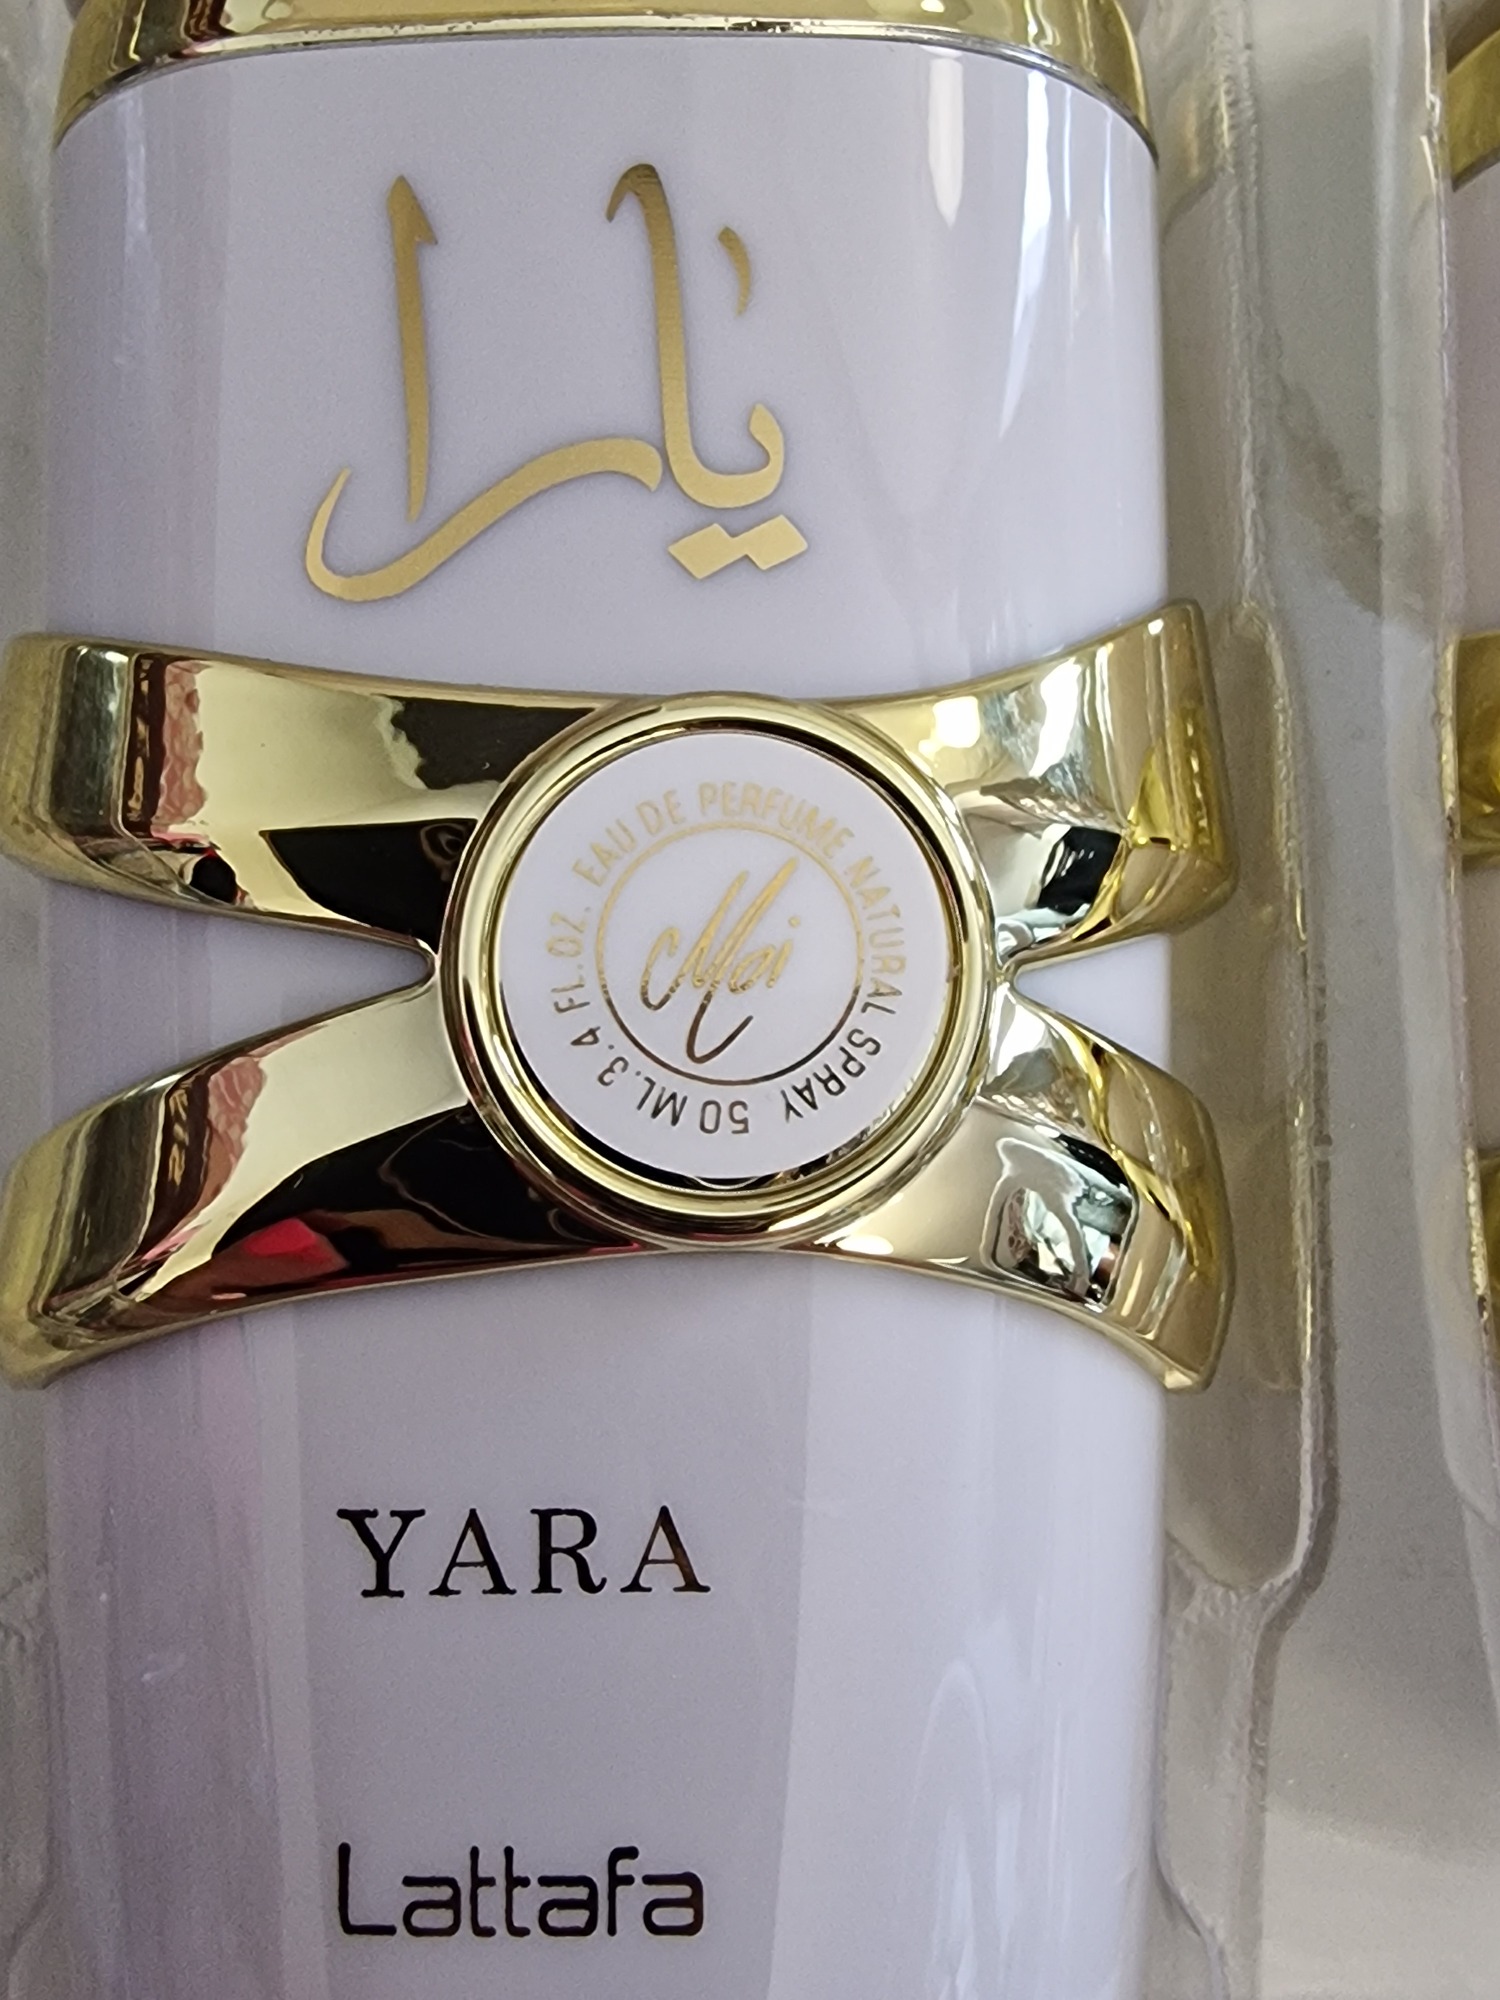 يارا
EAU DE PERFUME NATURAL SPRAY 50 ML.3.4 FL.OZ.
Moi
YARA
Lattafa